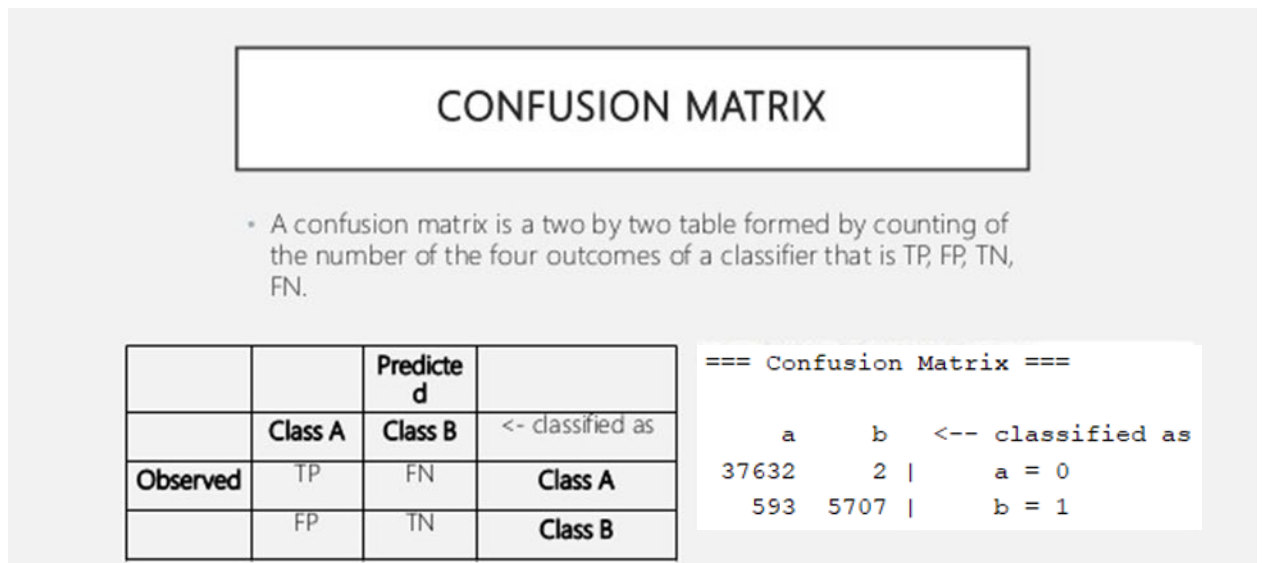 CONFUSION MATRIX
• A confusion matrix is a two by two table formed by counting of
the number of the four outcomes of a classifier that is TP, FP, TN,
FN.
Predicte
d
Class A Class B <- classified as
Observed TP FN Class A
FP TN Class B
=== Confusion Matrix ===
a b <-- classified as
37632 2 | a = 0
593 5707 | b = 1